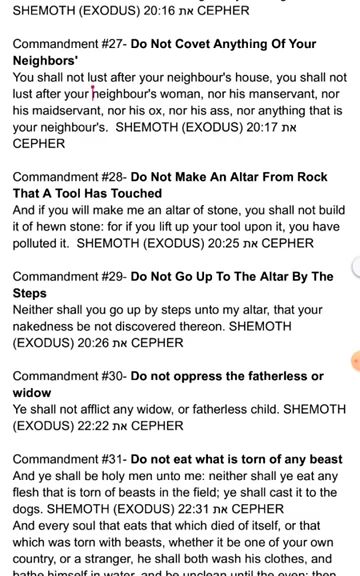 SHEMOTH (EXODUS) 20:16 את CEPHER
Commandment #27- Do Not Covet Anything Of Your
Neighbors'
You shall not lust after your neighbour's house, you shall not
lust after your neighbour's woman, nor his manservant, nor
his maidservant, nor his ox, nor his ass, nor anything that is
your neighbour's. SHEMOTH (EXODUS) 20:17 את
CEPHER
Commandment #28- Do Not Make An Altar From Rock
That A Tool Has Touched
And if you will make me an altar of stone, you shall not build
it of hewn stone: for if you lift up your tool upon it, you have
polluted it. SHEMOTH (EXODUS) 20:25 את CEPHER
Commandment #29- Do Not Go Up To The Altar By The
Steps
Neither shall you go up by steps unto my altar, that your
nakedness be not discovered thereon. SHEMOTH
(EXODUS) 20:26 את CEPHER
Commandment #30- Do not oppress the fatherless or
widow
Ye shall not afflict any widow, or fatherless child. SHEMOTH
(EXODUS) 22:22 את CEPHER
Commandment #31- Do not eat what is torn of any beast
And ye shall be holy men unto me: neither shall ye eat any
flesh that is torn of beasts in the field; ye shall cast it to the
dogs. SHEMOTH (EXODUS) 22:31 את CEPHER
And every soul that eats that which died of itself, or that
which was torn with beasts, whether it be one of your own
country, or a stranger, he shall both wash his clothes, and
bathe himself in water, and be unclean until the even: then